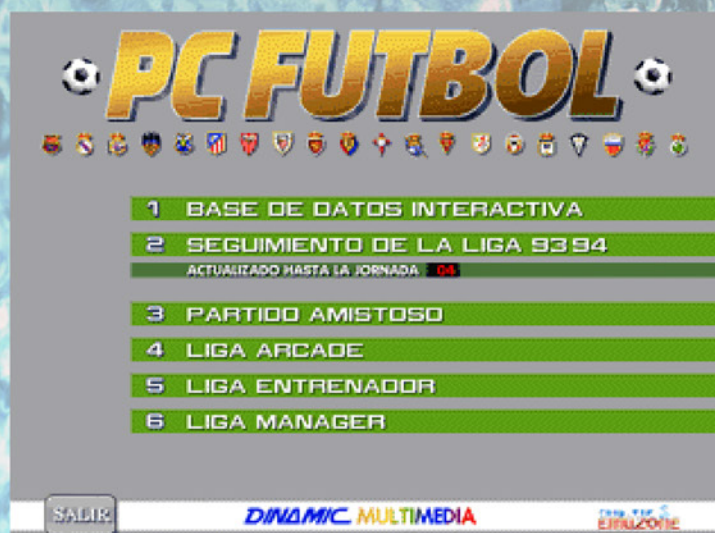 PC FUTBOL
1 BASE DE DATOS INTERACTIVA
2 SEGUIMIENTO DE LA LIGA 93 94
ACTUALIZADO HASTA LA JORNADA 04
3 PARTIDO AMISTOSO
4 LIGA ARCADE
5 LIGA ENTRENADOR
6 LIGA MANAGER
SALIR
DINAMIC MULTIMEDIA
EMUZONE